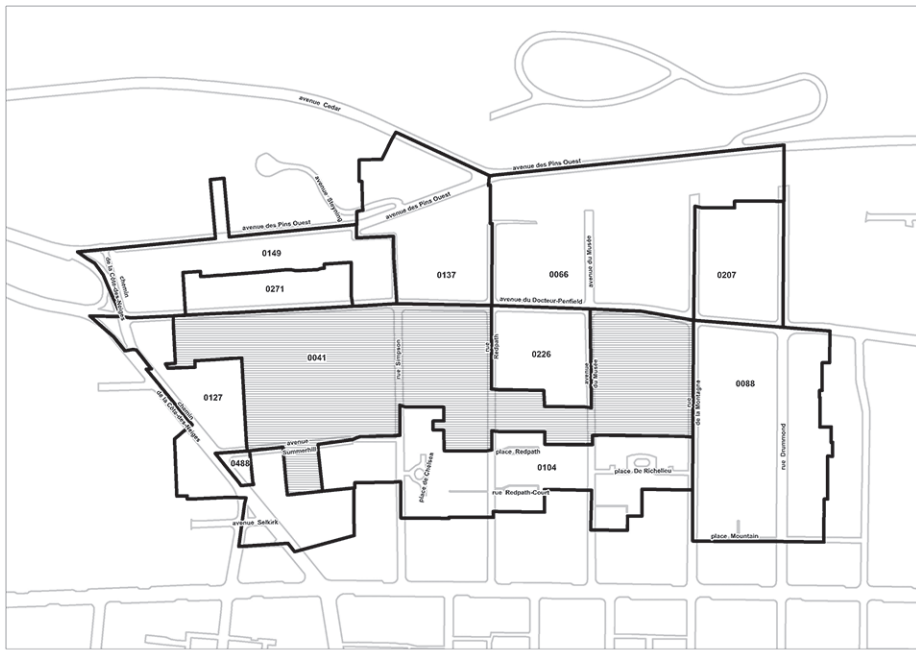 avenue Cedar
avenue des Pins Ouest
avenue Steyning
avenue des Pins Ouest
avenue des Pins Ouest
chemin
de la Côte-des-Neiges
0149
0271
0137
0066
avenue du Musée
0207
avenue du Docteur-Penfield
0041
rue Simpson
rue
Redpath
0226
avenue
du Musée
rue
de la Montagne
0088
rue Drummond
0127
chemin
de la Côte-des-Neiges
avenue
Summerhill
0488
place de Chelsea
place Redpath
0104
place De Richelieu
rue Redpath-Court
avenue Selkirk
place Mountain